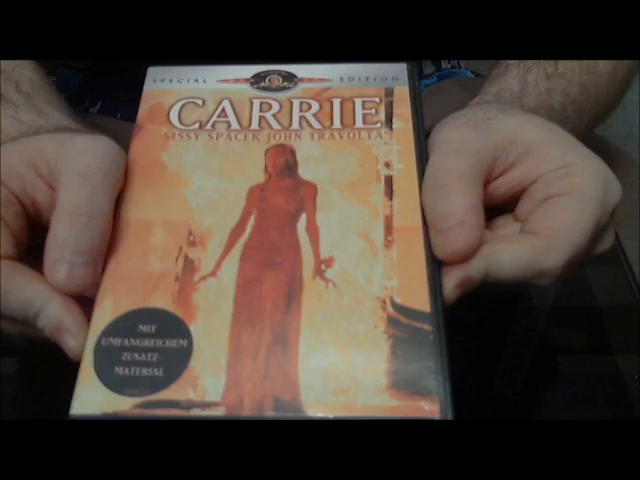 SPECIAL EDITION
CARRIE
SISSY SPACEK JOHN TRAVOLTA
MIT
UMFANGREICHEM
ZUSATZ-
MATERIAL